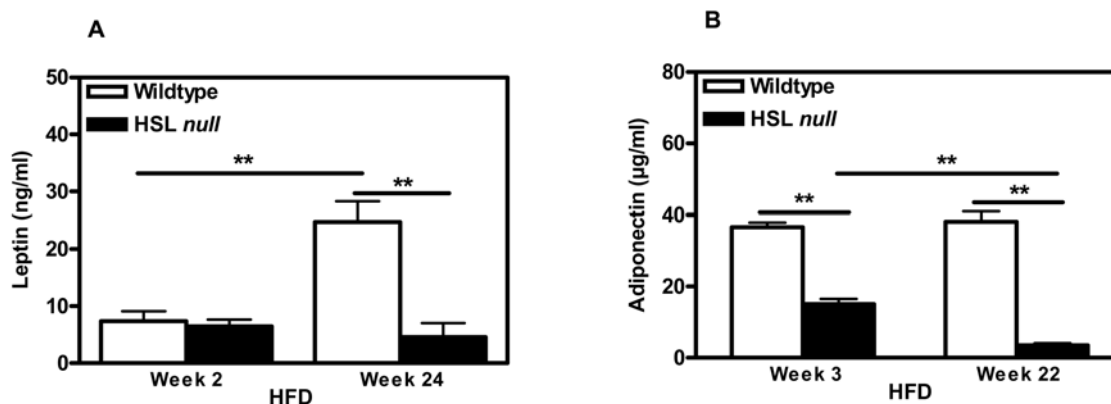 A
50
40
30
20
10
0
Leptin (ng/ml)
Wildtype
HSL null
**
**
Week 2
Week 24
HFD
B
80
60
40
20
0
Adiponectin (µg/ml)
Wildtype
HSL null
**
**
**
Week 3
Week 22
HFD